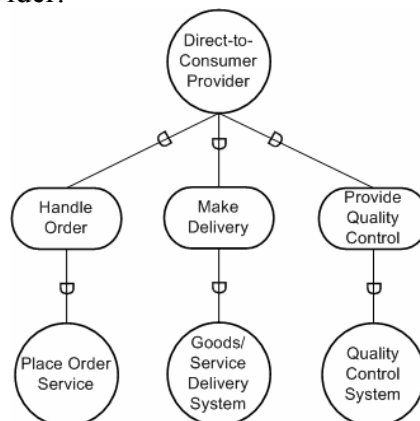 ider.
Direct-to-
Consumer
Provider
D
D
D
Handle
Order
Make
Delivery
Provide
Quality
Control
D
D
D
Place Order
Service
Goods/
Service
Delivery
System
Quality
Control
System